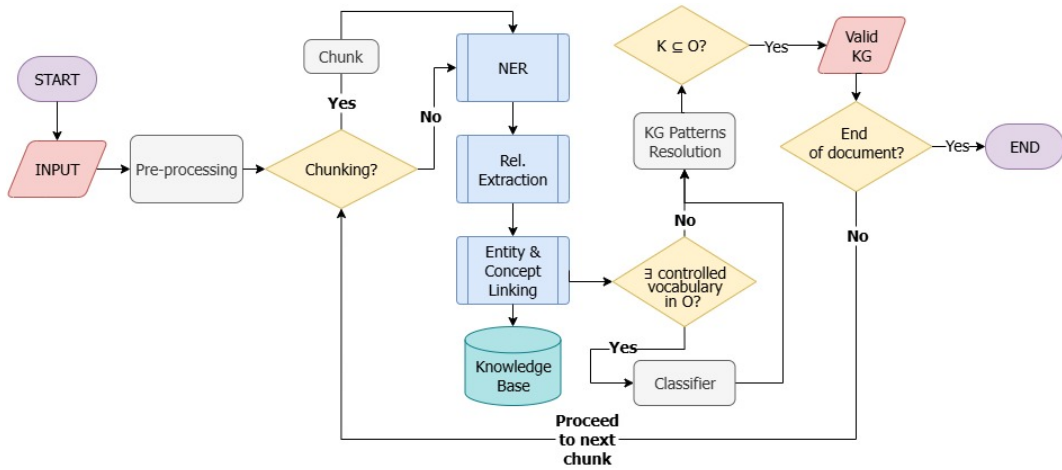 START
INPUT
Pre-processing
Chunking?
Yes
Chunk
No
NER
Rel.
Extraction
Entity &
Concept
Linking
Knowledge
Base
∃ controlled
vocabulary
in O?
Yes
Classifier
No
KG Patterns
Resolution
K ⊆ O?
Yes
Valid
KG
End
of document?
Yes
END
No
Proceed
to next
chunk